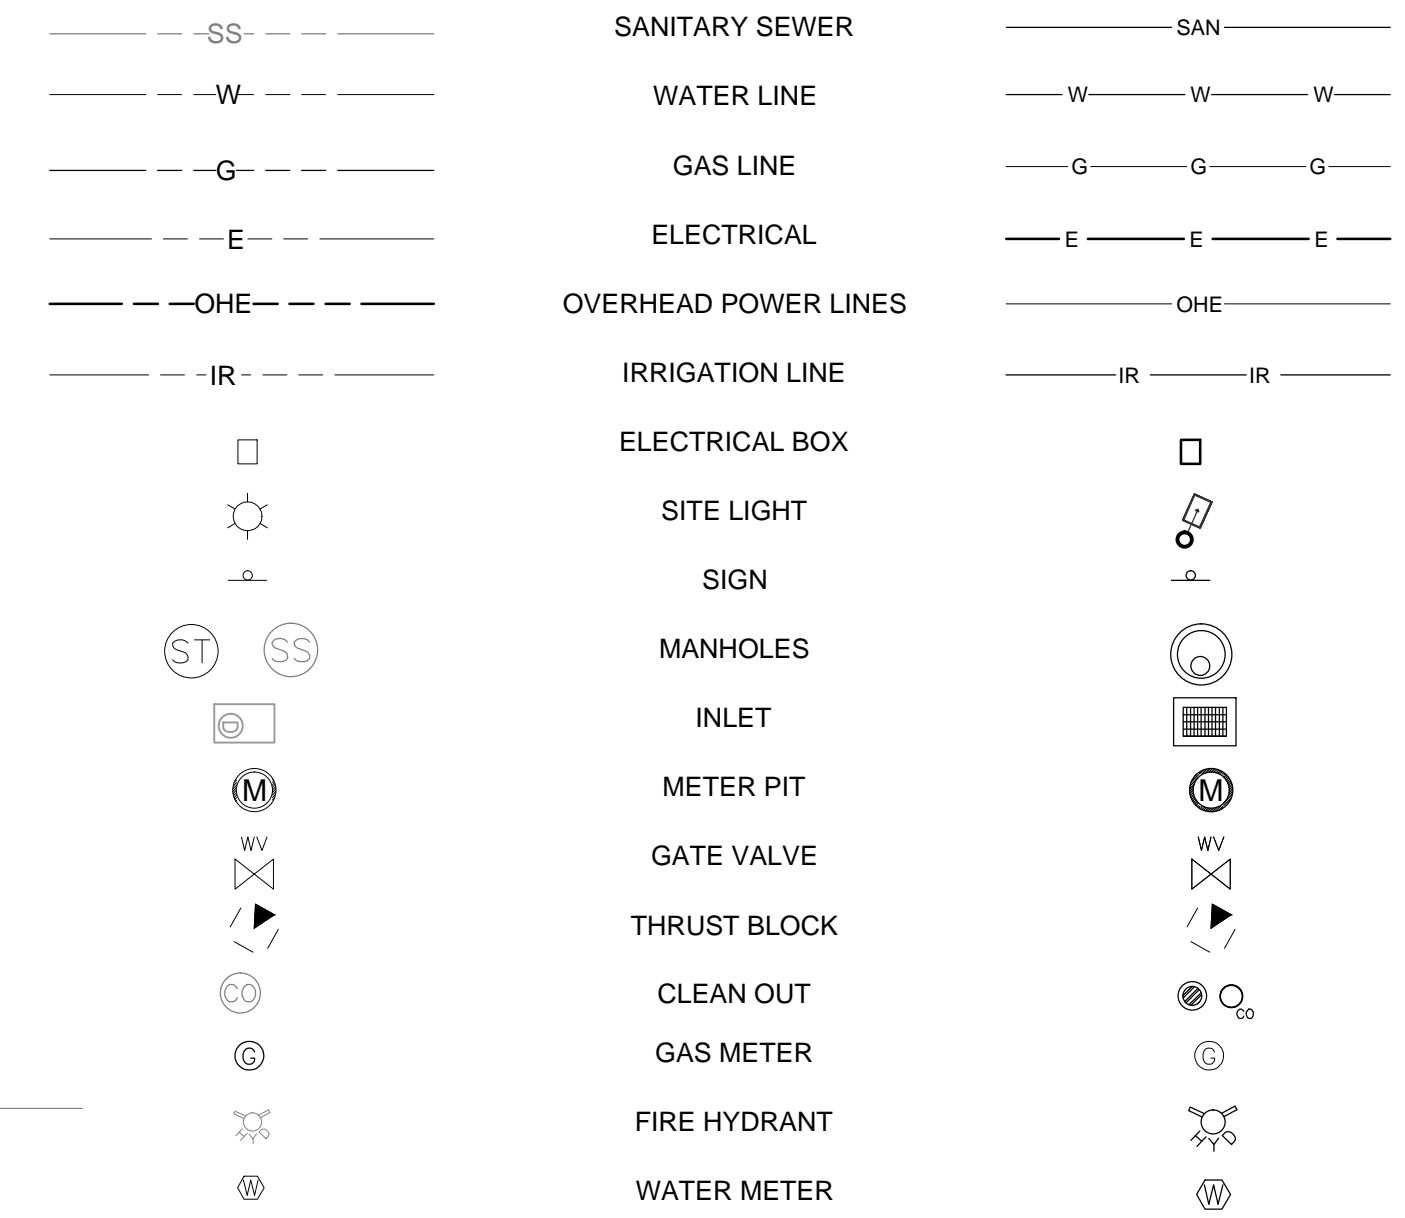 SS SANITARY SEWER SAN
W WATER LINE W W W
G GAS LINE G G G
E ELECTRICAL E E E
OHE OVERHEAD POWER LINES OHE
IR IRRIGATION LINE IR IR
ELECTRICAL BOX
SITE LIGHT
SIGN
ST SS MANHOLES
D INLET
M METER PIT M
WV GATE VALVE WV
THRUST BLOCK
CO CLEAN OUT CO
G GAS METER G
HYD FIRE HYDRANT HYD
W WATER METER W